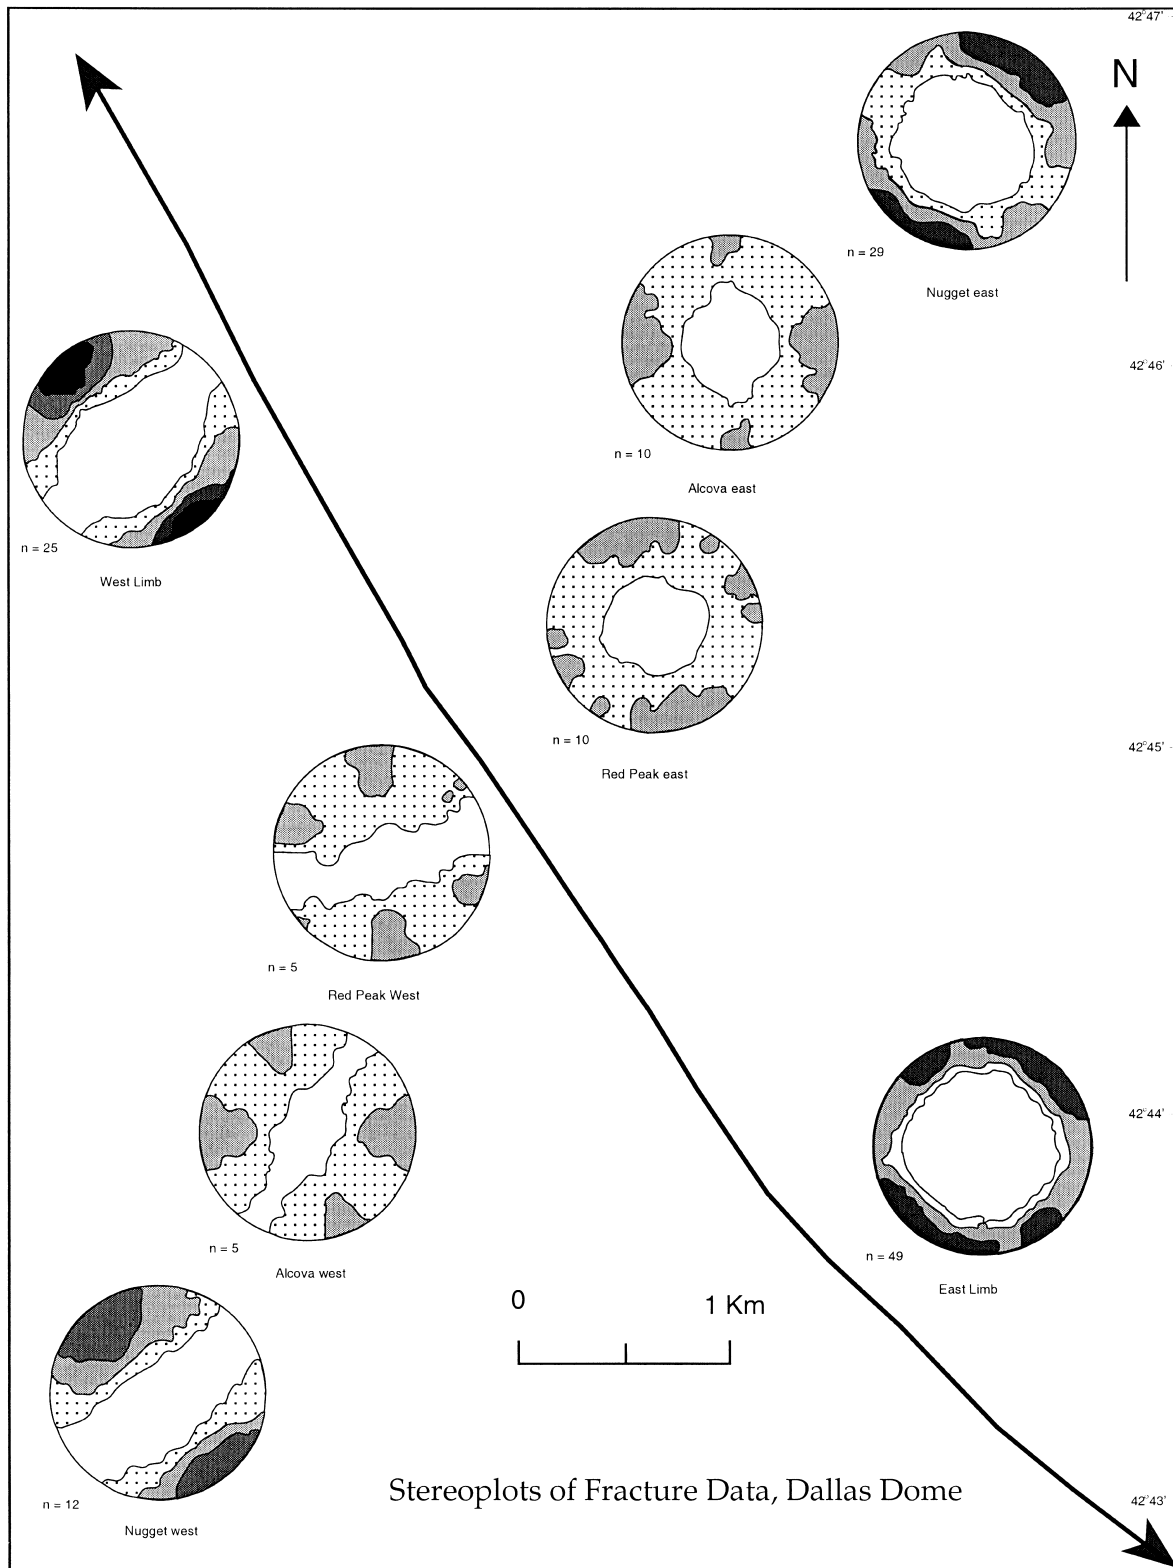 42°47'
N
n = 29
Nugget east
42°46'
n = 10
Alcova east
n = 25
West Limb
n = 10
Red Peak east
42°45'
n = 5
Red Peak West
42°44'
n = 5
Alcova west
n = 49
East Limb
0 1 Km
Stereoplots of Fracture Data, Dallas Dome
42°43'
n = 12
Nugget west